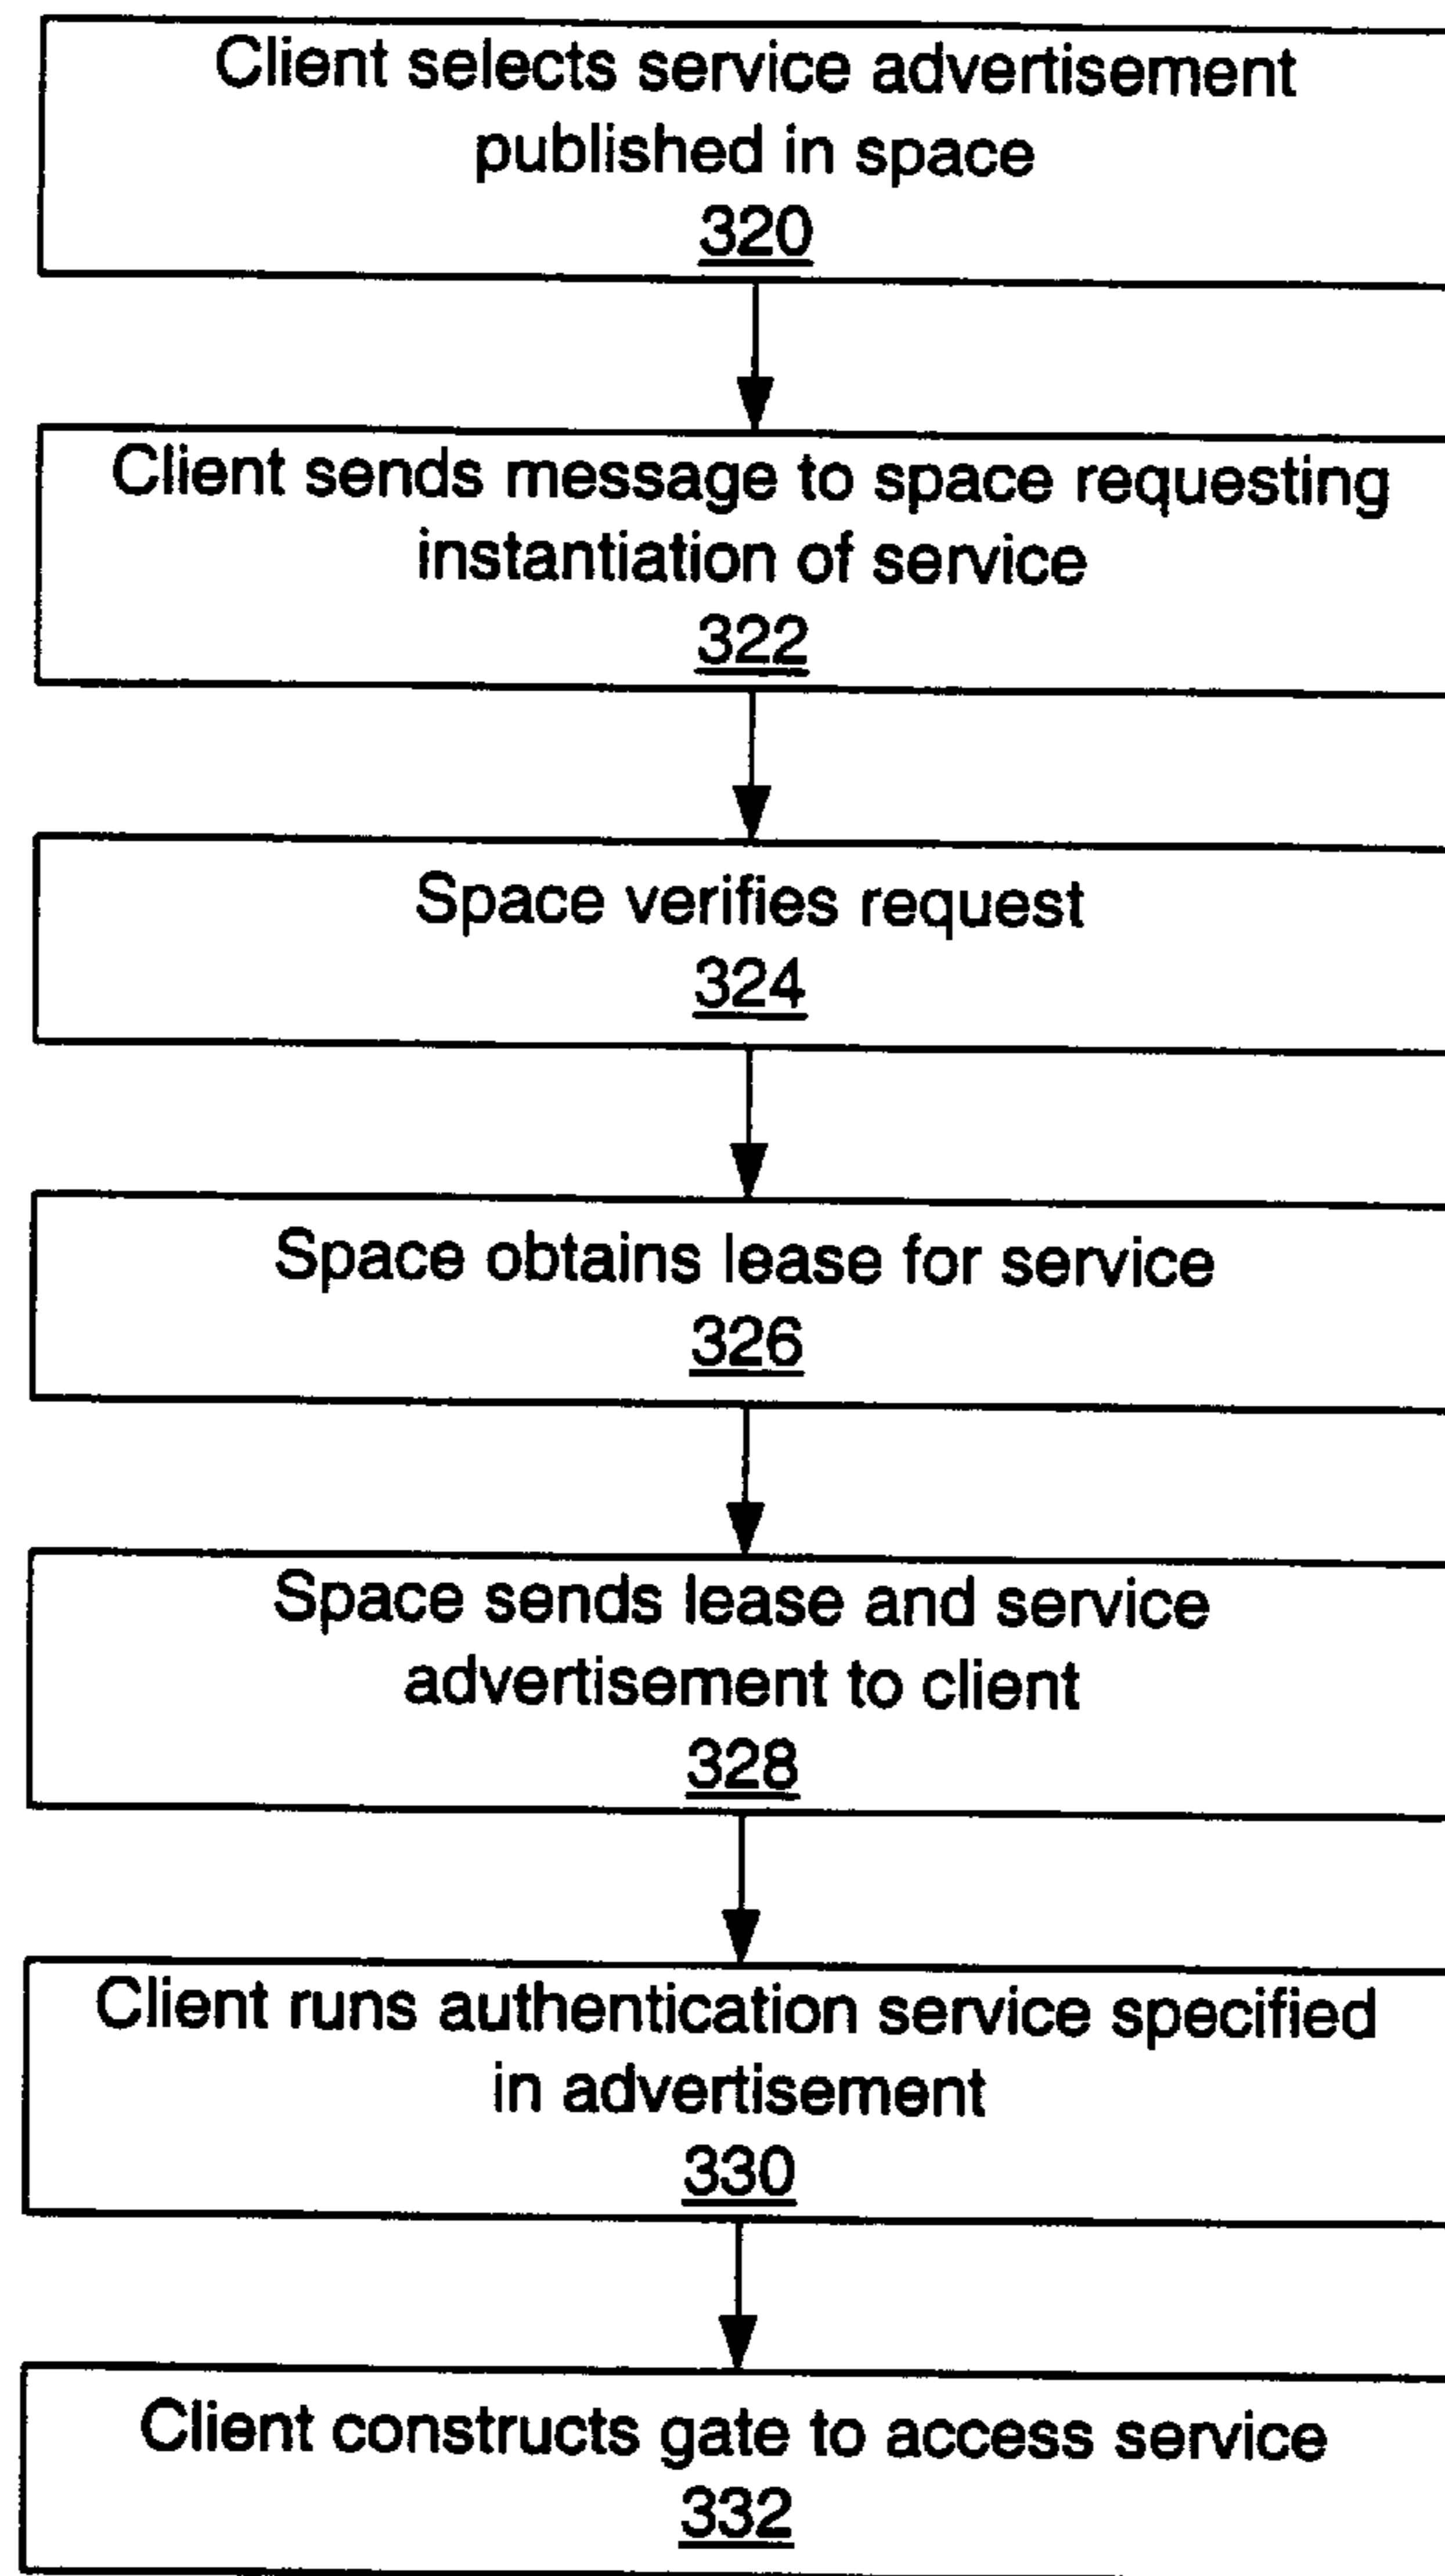 Client selects service advertisement
published in space
320
Client sends message to space requesting
instantiation of service
322
Space verifies request
324
Space obtains lease for service
326
Space sends lease and service
advertisement to client
328
Client runs authentication service specified
in advertisement
330
Client constructs gate to access service
332